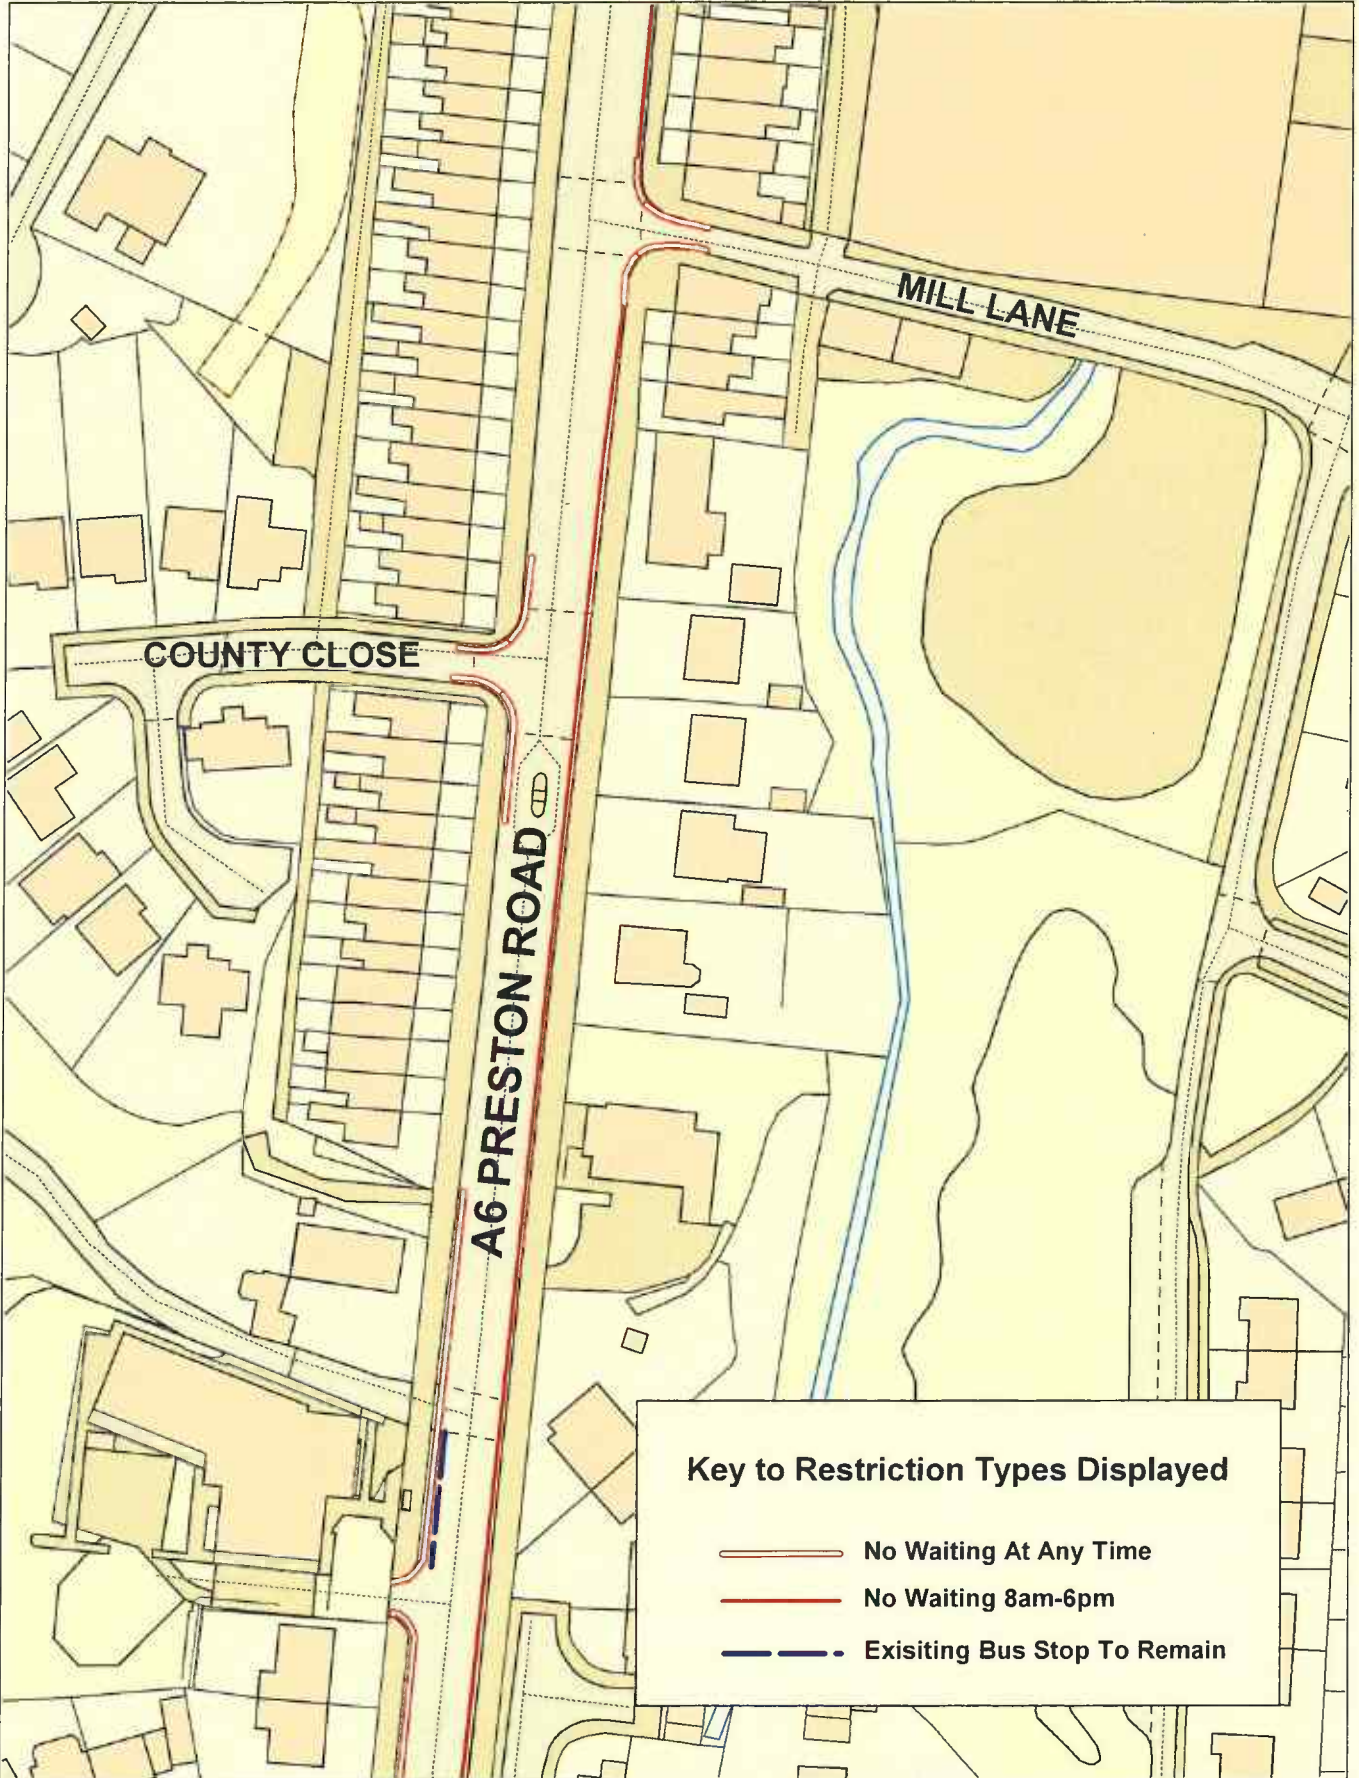 MILL LANE
COUNTY CLOSE
A6 PRESTON ROAD
Key to Restriction Types Displayed
No Waiting At Any Time
No Waiting 8am-6pm
Exisiting Bus Stop To Remain